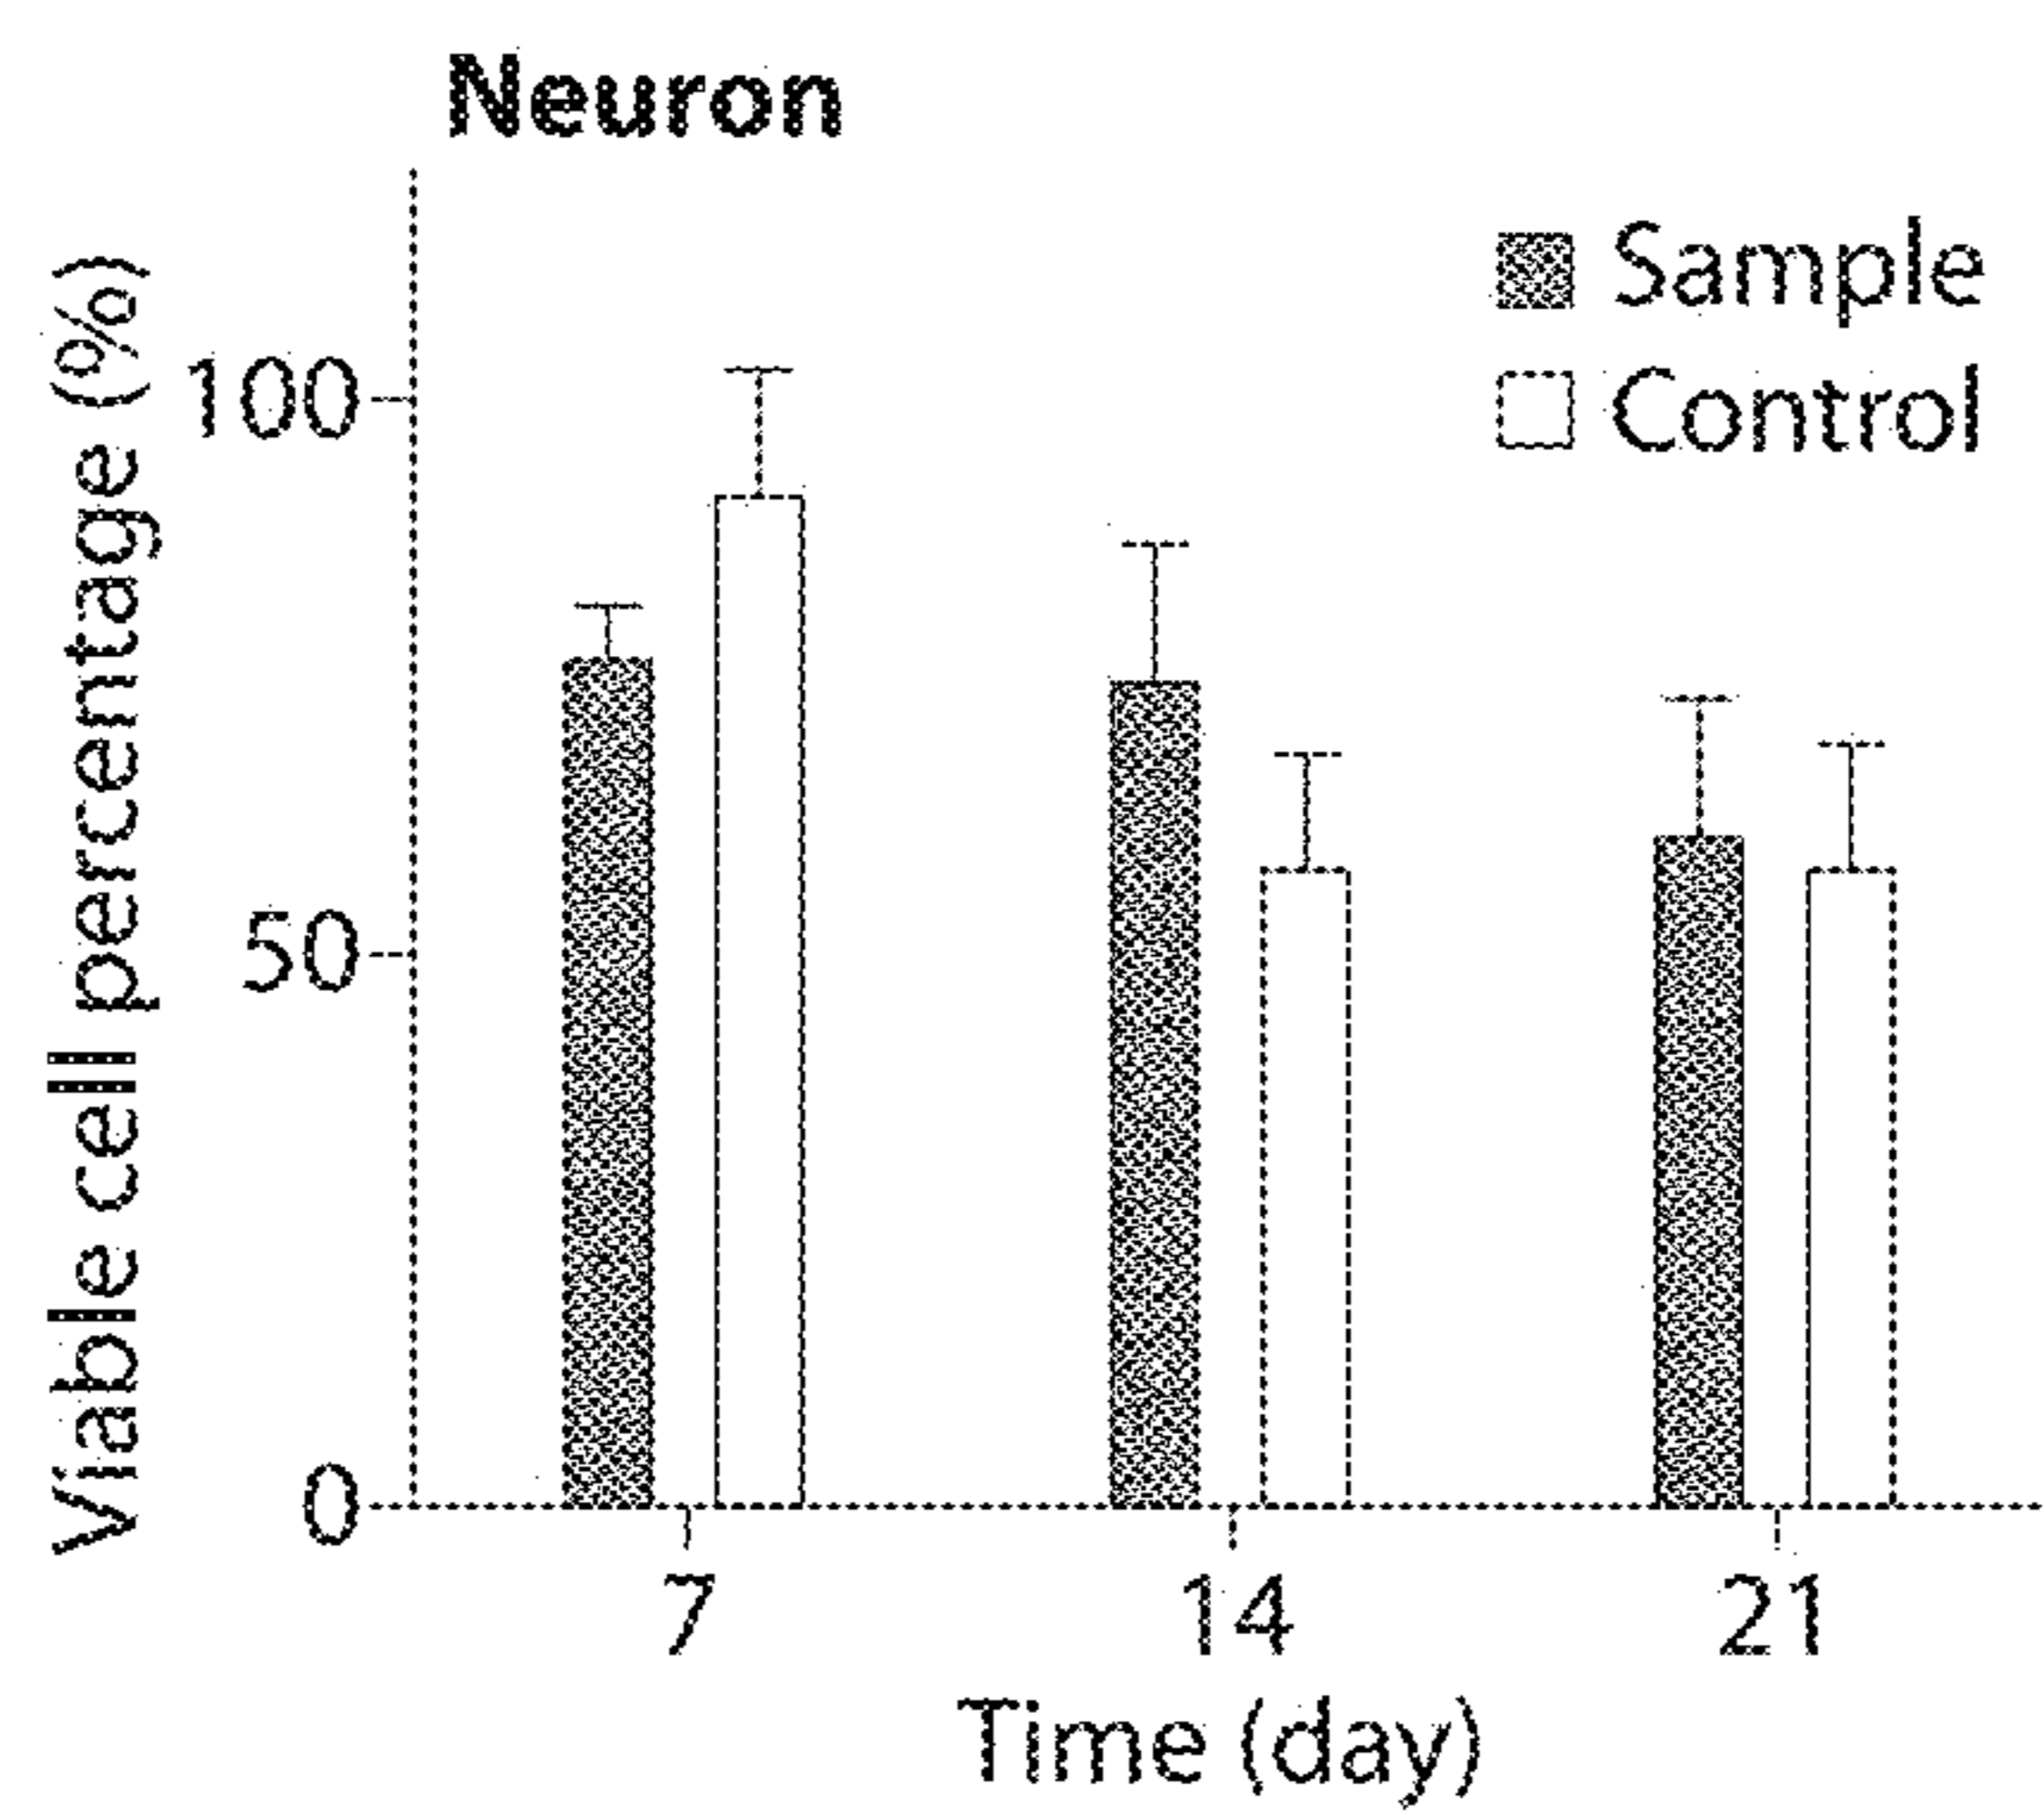 Neuron
Sample
Control
Viable cell percentage (%)
100
50
0
7
14
21
Time (day)